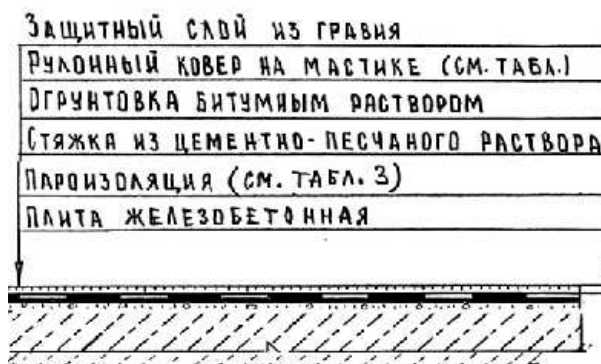 Защитный слой из гравия
Рулонный ковер на мастике (см. табл.)
Огрунтовка битумным раствором
Стяжка из цементно-песчаного раствора
Пароизоляция (см. табл. 3)
Плита железобетонная